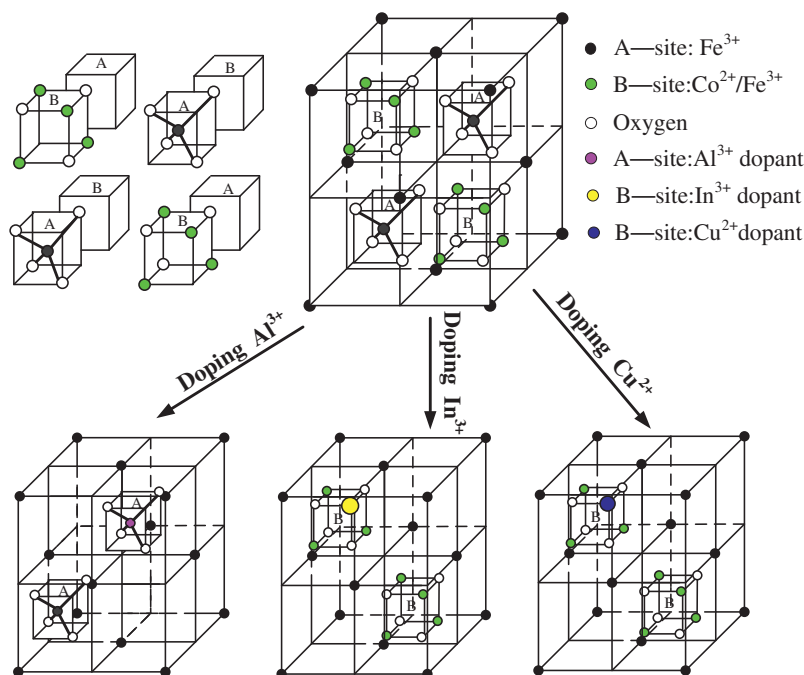 A
B
B
A
B
A
A
B
B
A
A
B
A—site: Fe³⁺
B—site:Co²⁺/Fe³⁺
Oxygen
A—site:Al³⁺ dopant
B—site:In³⁺ dopant
B—site:Cu²⁺dopant
Doping Al³⁺
Doping In³⁺
Doping Cu²⁺
A
A
B
B
B
B